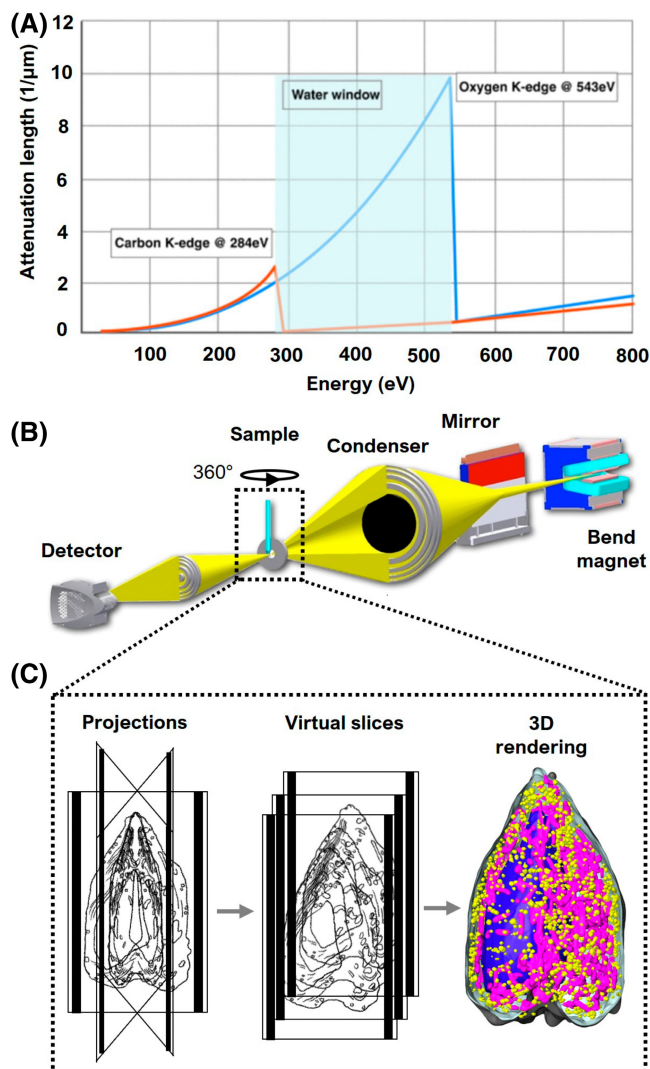 (A)
12
10
8
6
4
2
0
Attenuation length (1/μm)
Water window
Oxygen K-edge @ 543eV
Carbon K-edge @ 284eV
100 200 300 400 500 600 700 800
Energy (eV)
(B)
Sample
360°
Condenser
Mirror
Detector
Bend
magnet
(C)
Projections
Virtual slices
3D
rendering